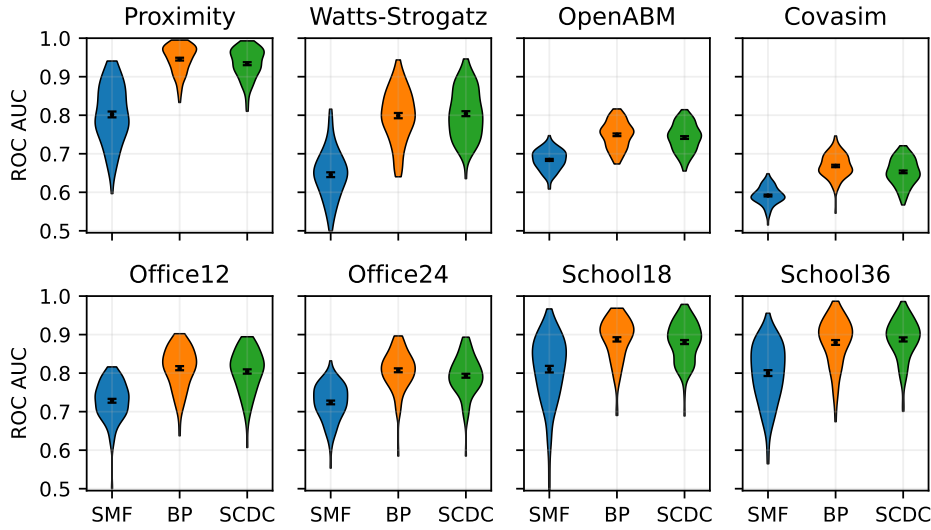 Proximity Watts-Strogatz OpenABM Covasim
1.0
0.9
0.8
0.7
0.6
0.5
ROC AUC
Office12 Office24 School18 School36
1.0
0.9
0.8
0.7
0.6
0.5
ROC AUC
SMF BP SCDC SMF BP SCDC SMF BP SCDC SMF BP SCDC